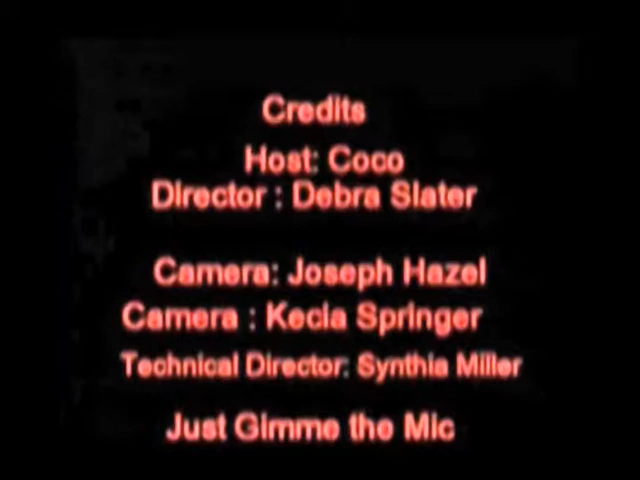 Credits
Host: Coco
Director : Debra Slater
Camera: Joseph Hazel
Camera : Kecia Springer
Technical Director: Synthia Miller
Just Gimme the Mic